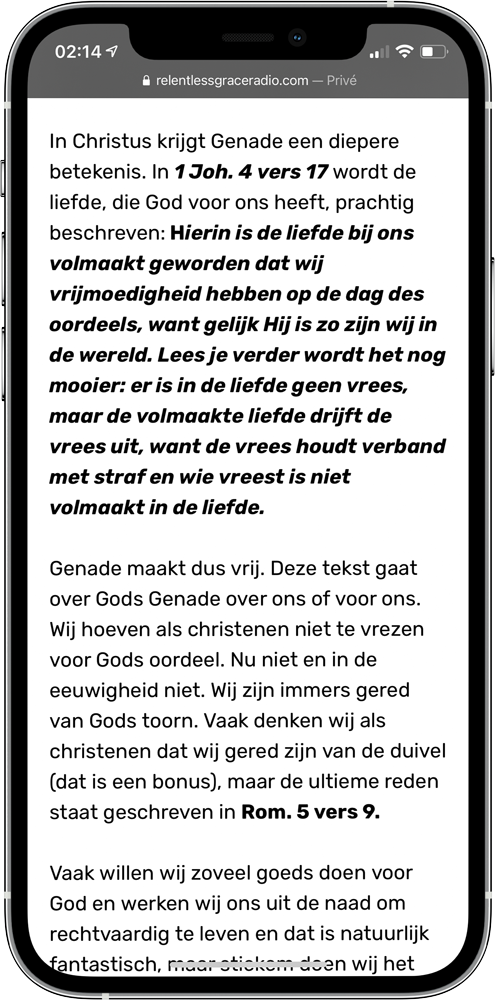 02:14
relentlessgraceradio.com — Privé
In Christus krijgt Genade een diepere
betekenis. In 1 Joh. 4 vers 17 wordt de
liefde, die God voor ons heeft, prachtig
beschreven: Hierin is de liefde bij ons
volmaakt geworden dat wij
vrijmoedigheid hebben op de dag des
oordeels, want gelijk Hij is zo zijn wij in
de wereld. Lees je verder wordt het nog
mooier: er is in de liefde geen vrees,
maar de volmaakte liefde drijft de
vrees uit, want de vrees houdt verband
met straf en wie vreest is niet
volmaakt in de liefde.
Genade maakt dus vrij. Deze tekst gaat
over Gods Genade over ons of voor ons.
Wij hoeven als christenen niet te vrezen
voor Gods oordeel. Nu niet en in de
eeuwigheid niet. Wij zijn immers gered
van Gods toorn. Vaak denken wij als
christenen dat wij gered zijn van de duivel
(dat is een bonus), maar de ultieme reden
staat geschreven in Rom. 5 vers 9.
Vaak willen wij zoveel goeds doen voor
God en werken wij ons uit de naad om
rechtvaardig te leven en dat is natuurlijk
fantastisch, maar stiekem doen wij het